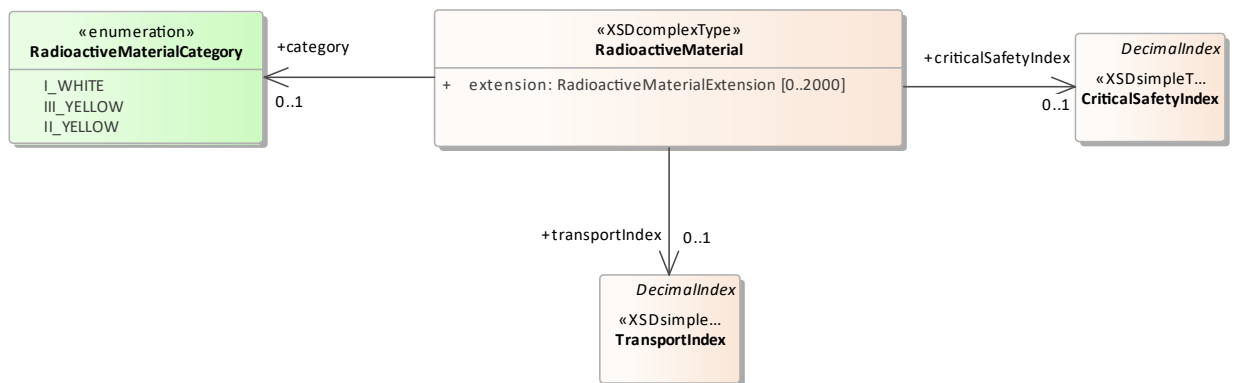 «enumeration»
RadioactiveMaterialCategory
I_WHITE
III_YELLOW
II_YELLOW
+category
0..1
«XSDcomplexType»
RadioactiveMaterial
+ extension: RadioactiveMaterialExtension [0..2000]
+criticalSafetyIndex
0..1
DecimalIndex
«XSDsimpleT...
CriticalSafetyIndex
+transportIndex
0..1
DecimalIndex
«XSDsimple...
TransportIndex